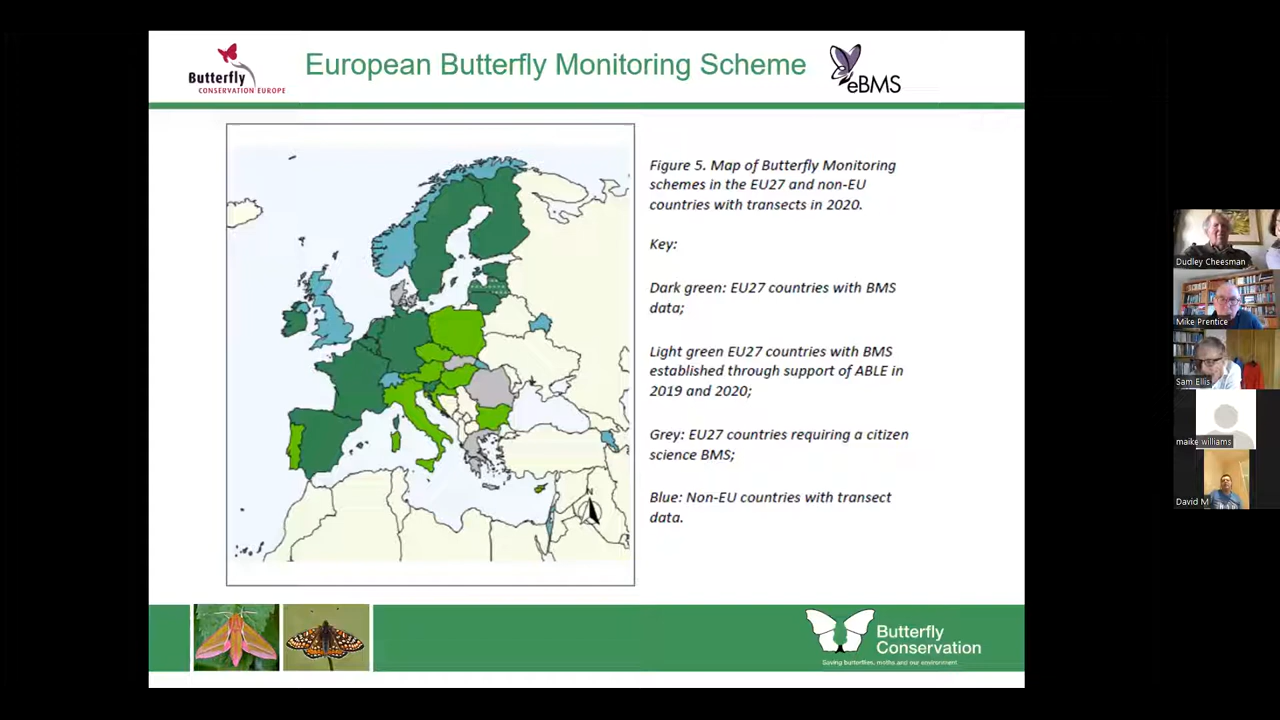 Butterfly
CONSERVATION EUROPE
European Butterfly Monitoring Scheme
eBMS
Figure 5. Map of Butterfly Monitoring
schemes in the EU27 and non-EU
countries with transects in 2020.
Key:
Dark green: EU27 countries with BMS
data;
Light green EU27 countries with BMS
established through support of ABLE in
2019 and 2020;
Grey: EU27 countries requiring a citizen
science BMS;
Blue: Non-EU countries with transect
data.
N
Butterfly
Conservation
Saving butterflies, moths and our environment
Dudley Cheesman
Mike Prentice
Sam Ellis
maike williams
David M